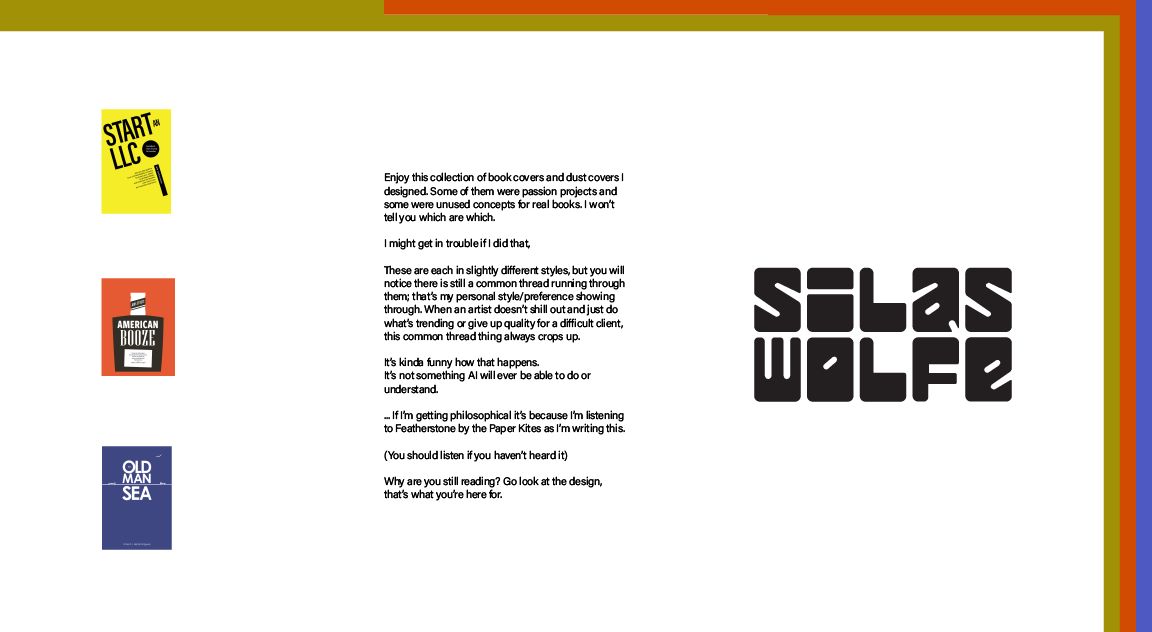 START AN
LLC
AMERICAN
BOOZE
OLD
MAN
SEA
Enjoy this collection of book covers and dust covers I
designed. Some of them were passion projects and
some were unused concepts for real books. I won't
tell you which are which.
I might get in trouble if I did that,
These are each in slightly different styles, but you will
notice there is still a common thread running through
them; that's my personal style/preference showing
through. When an artist doesn't shill out and just do
what's trending or give up quality for a difficult client,
this common thread thing always crops up.
It's kinda funny how that happens.
It's not something AI will ever be able to do or
understand.
... If I'm getting philosophical it's because I'm listening
to Featherstone by the Paper Kites as I'm writing this.
(You should listen if you haven't heard it)
Why are you still reading? Go look at the design,
that's what you're here for.
SiLaS
WoLFe